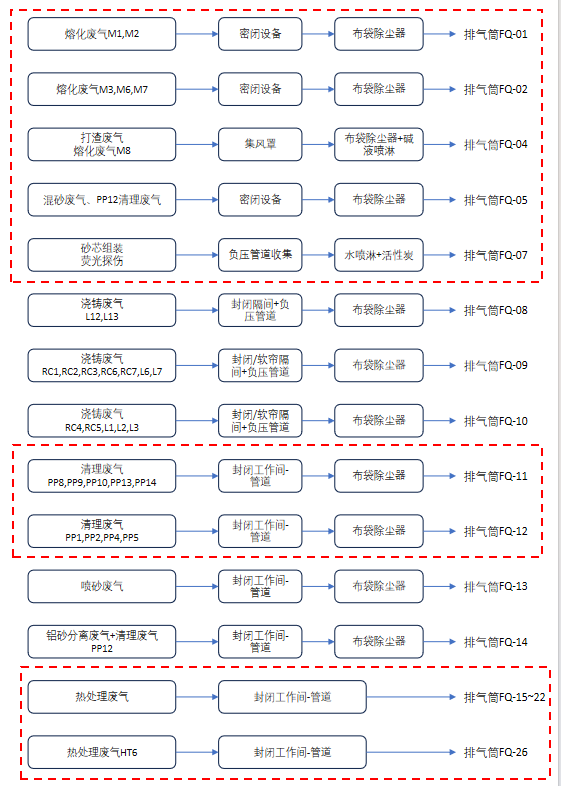 熔化废气M1,M2
密闭设备
布袋除尘器
排气筒FQ-01
熔化废气M3,M6,M7
密闭设备
布袋除尘器
排气筒FQ-02
打渣废气
熔化废气M8
集风罩
布袋除尘器+碱
液喷淋
排气筒FQ-04
混砂废气、PP12清理废气
密闭设备
布袋除尘器
排气筒FQ-05
砂芯组装
荧光探伤
负压管道收集
水喷淋+活性炭
排气筒FQ-07
浇铸废气
L12,L13
封闭隔间+负
压管道
布袋除尘器
排气筒FQ-08
浇铸废气
RC1,RC2,RC3,RC6,RC7,L6,L7
封闭/软帘隔
间+负压管道
布袋除尘器
排气筒FQ-09
浇铸废气
RC4,RC5,L1,L2,L3
封闭/软帘隔
间+负压管道
布袋除尘器
排气筒FQ-10
清理废气
PP8,PP9,PP10,PP13,PP14
封闭工作间-
管道
布袋除尘器
排气筒FQ-11
清理废气
PP1,PP2,PP4,PP5
封闭工作间-
管道
布袋除尘器
排气筒FQ-12
喷砂废气
封闭工作间-
管道
布袋除尘器
排气筒FQ-13
铝砂分离废气+清理废气
PP12
封闭工作间-
管道
布袋除尘器
排气筒FQ-14
热处理废气
封闭工作间-管道
排气筒FQ-15~22
热处理废气HT6
封闭工作间-管道
排气筒FQ-26